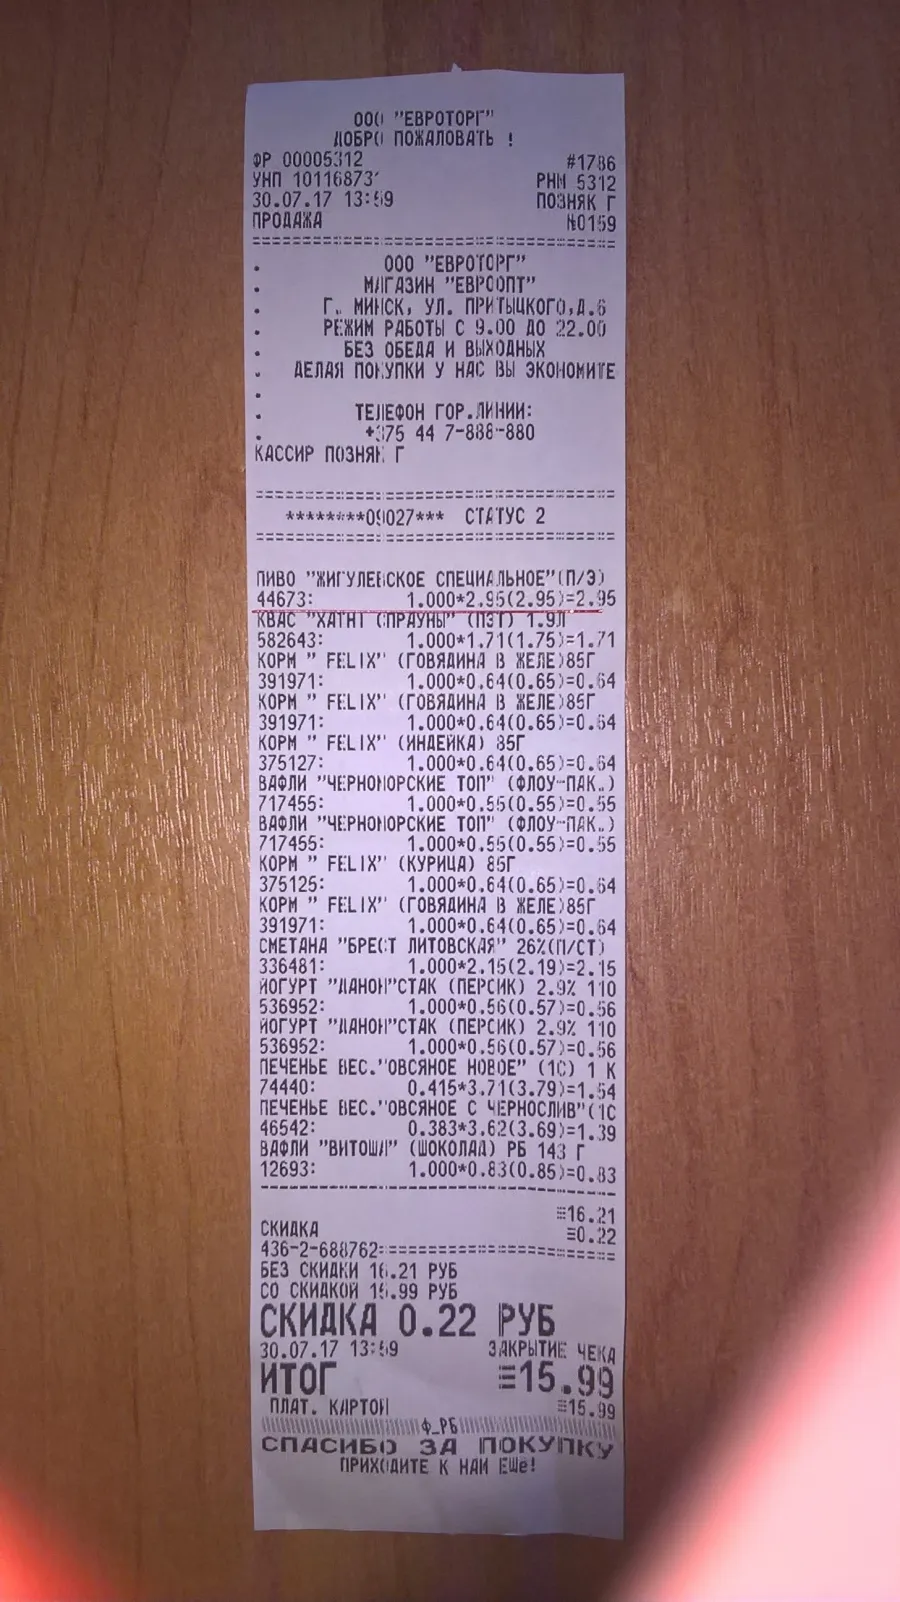 ООО "ЕВРОТОРГ"
ДОБРО ПОЖАЛОВАТЬ !
ФР 00005312 #1786
УНП 101168731 РНМ 5312
30.07.17 13:59 ПОЗНЯК Г
ПРОДАЖА №0159
. ООО "ЕВРОТОРГ"
. МАГАЗИН "ЕВРООПТ"
. Г. МИНСК, УЛ. ПРИТЫЦКОГО,Д.6
. РЕЖИМ РАБОТЫ С 9.00 ДО 22.00
. БЕЗ ОБЕДА И ВЫХОДНЫХ
. ДЕЛАЯ ПОКУПКИ У НАС ВЫ ЭКОНОМИТЕ
.
. ТЕЛЕФОН ГОР.ЛИНИИ:
. +375 44 7-888-880
КАССИР ПОЗНЯК Г
********09027*** СТАТУС 2
ПИВО "ЖИГУЛЕВСКОЕ СПЕЦИАЛЬНОЕ"(П/Э)
44673: 1.000*2.95(2.95)=2.95
КВАС "ХАТНI СПРАУНЫ" (ПЭТ) 1.9Л
582643: 1.000*1.71(1.75)=1.71
КОРМ " FELIX" (ГОВЯДИНА В ЖЕЛЕ)85Г
391971: 1.000*0.64(0.65)=0.64
КОРМ " FELIX" (ГОВЯДИНА В ЖЕЛЕ)85Г
391971: 1.000*0.64(0.65)=0.64
КОРМ " FELIX" (ИНДЕЙКА) 85Г
375127: 1.000*0.64(0.65)=0.64
ВАФЛИ "ЧЕРНОМОРСКИЕ ТОП" (ФЛОУ-ПАК.)
717455: 1.000*0.55(0.55)=0.55
ВАФЛИ "ЧЕРНОМОРСКИЕ ТОП" (ФЛОУ-ПАК.)
717455: 1.000*0.55(0.55)=0.55
КОРМ " FELIX" (КУРИЦА) 85Г
375125: 1.000*0.64(0.65)=0.64
КОРМ " FELIX" (ГОВЯДИНА В ЖЕЛЕ)85Г
391971: 1.000*0.64(0.65)=0.64
СМЕТАНА "БРЕСТ ЛИТОВСКАЯ" 26%(П/СТ)
336481: 1.000*2.15(2.19)=2.15
ЙОГУРТ "ДАНОН"СТАК (ПЕРСИК) 2.9% 110
536952: 1.000*0.56(0.57)=0.56
ЙОГУРТ "ДАНОН"СТАК (ПЕРСИК) 2.9% 110
536952: 1.000*0.56(0.57)=0.56
ПЕЧЕНЬЕ ВЕС."ОВСЯНОЕ НОВОЕ" (1С) 1 К
74440: 0.415*3.71(3.79)=1.54
ПЕЧЕНЬЕ ВЕС."ОВСЯНОЕ С ЧЕРНОСЛИВ"(1С
46542: 0.383*3.62(3.69)=1.39
ВАФЛИ "ВИТОША" (ШОКОЛАД) РБ 143 Г
12693: 1.000*0.83(0.85)=0.83
≡16.21
СКИДКА ≡0.22
436-2-688762
БЕЗ СКИДКИ 16.21 РУБ
СО СКИДКОЙ 15.99 РУБ
СКИДКА 0.22 РУБ
30.07.17 13:59 ЗАКРЫТИЕ ЧЕКА
ИТОГ ≡15.99
ПЛАТ. КАРТОЙ ≡15.99
Ф_РБ
СПАСИБО ЗА ПОКУПКУ
ПРИХОДИТЕ К НАМ ЕЩЁ!